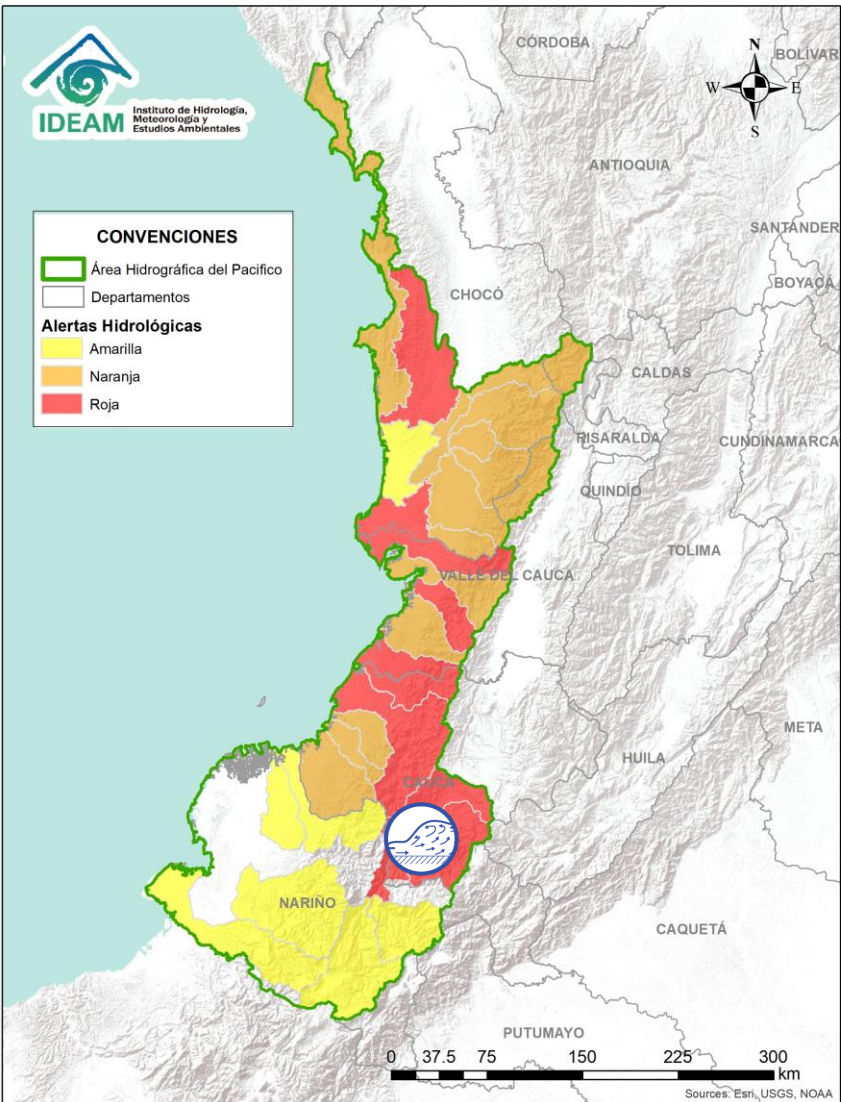 IDEAM
Instituto de Hidrología,
Meteorología y
Estudios Ambientales
N
W
E
S
CÓRDOBA
BOLÍVAR
ANTIOQUIA
SANTANDER
BOYACÁ
CONVENCIONES
Área Hidrográfica del Pacifico
Departamentos
Alertas Hidrológicas
Amarilla
Naranja
Roja
CHOCÓ
CALDAS
RISARALDA
CUNDINAMARCA
QUINDÍO
TOLIMA
VALLE DEL CAUCA
META
HUILA
CAUCA
NARIÑO
CAQUETÁ
PUTUMAYO
0 37.5 75 150 225 300
km
Sources: Esri, USGS, NOAA